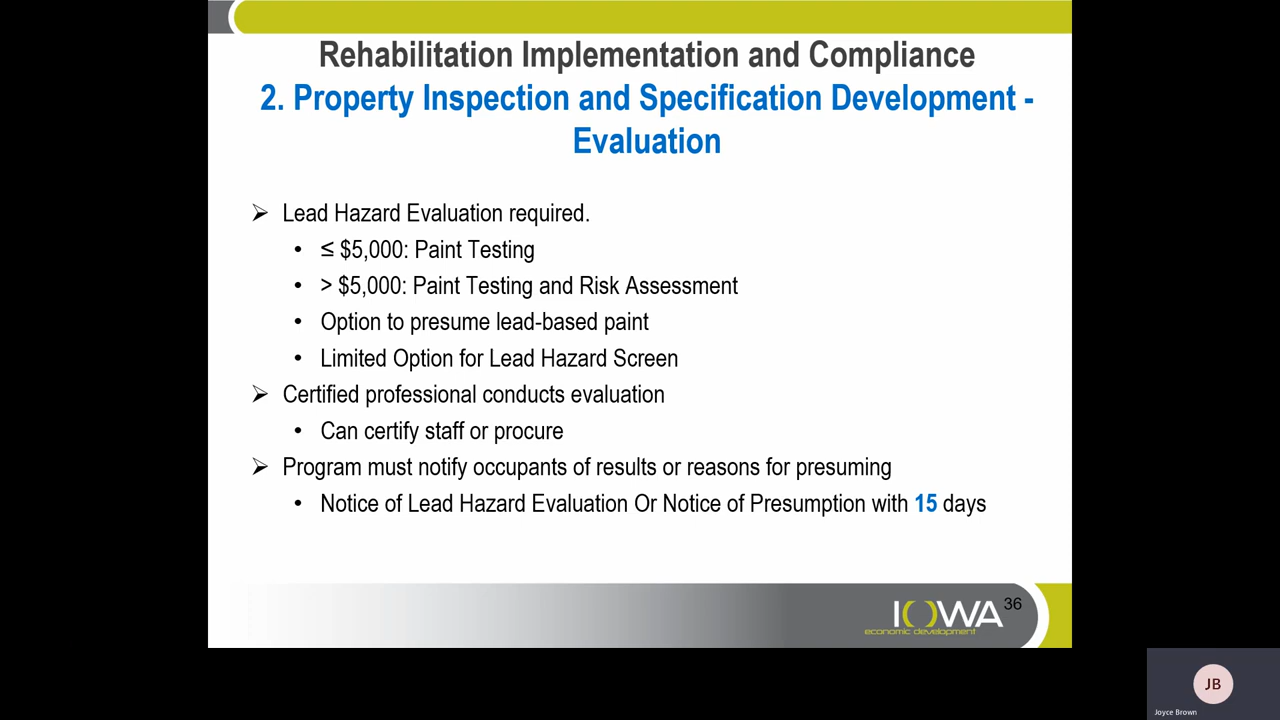 Rehabilitation Implementation and Compliance
2. Property Inspection and Specification Development -
Evaluation
➢ Lead Hazard Evaluation required.
• ≤ $5,000: Paint Testing
• > $5,000: Paint Testing and Risk Assessment
• Option to presume lead-based paint
• Limited Option for Lead Hazard Screen
➢ Certified professional conducts evaluation
• Can certify staff or procure
➢ Program must notify occupants of results or reasons for presuming
• Notice of Lead Hazard Evaluation Or Notice of Presumption with 15 days
IOWA
economic development
36
JB
Joyce Brown